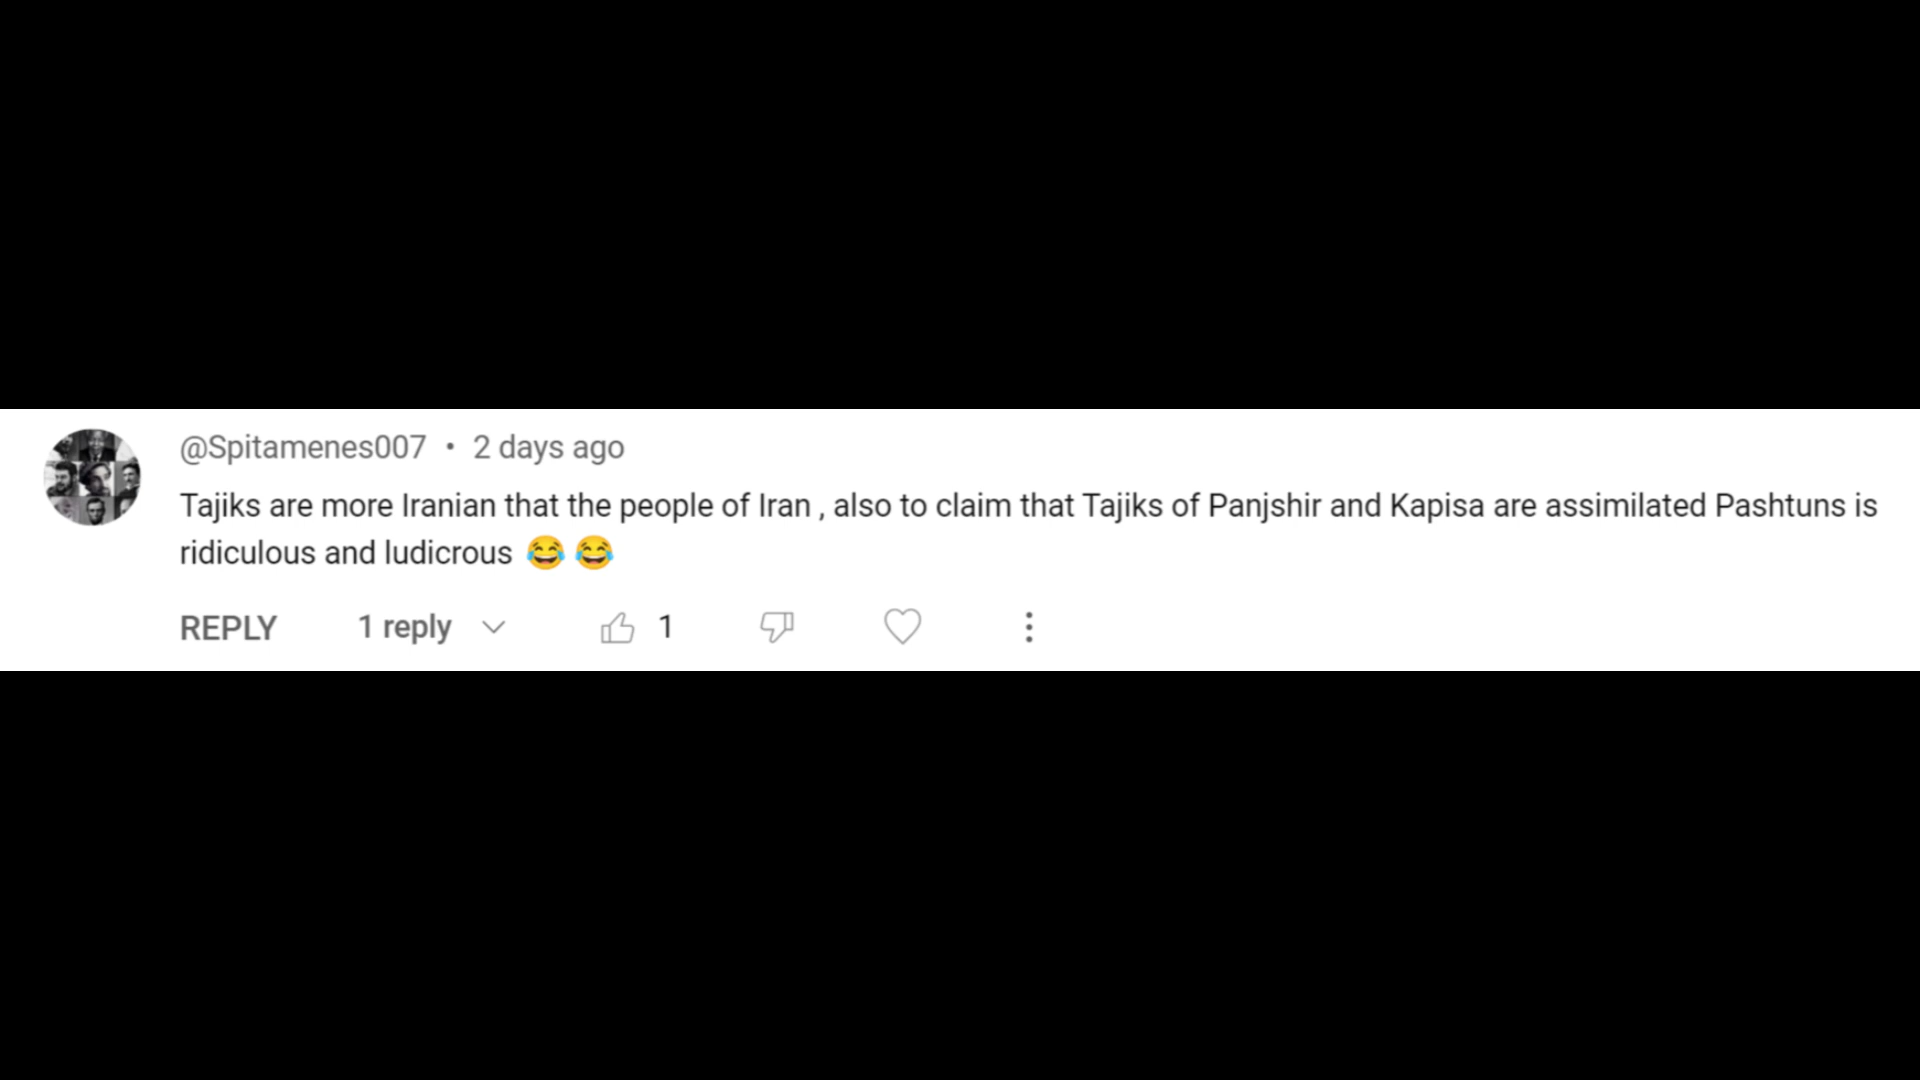 @Spitamenes007 • 2 days ago
Tajiks are more Iranian that the people of Iran , also to claim that Tajiks of Panjshir and Kapisa are assimilated Pashtuns is
ridiculous and ludicrous 😂 😂
REPLY 1 reply 1